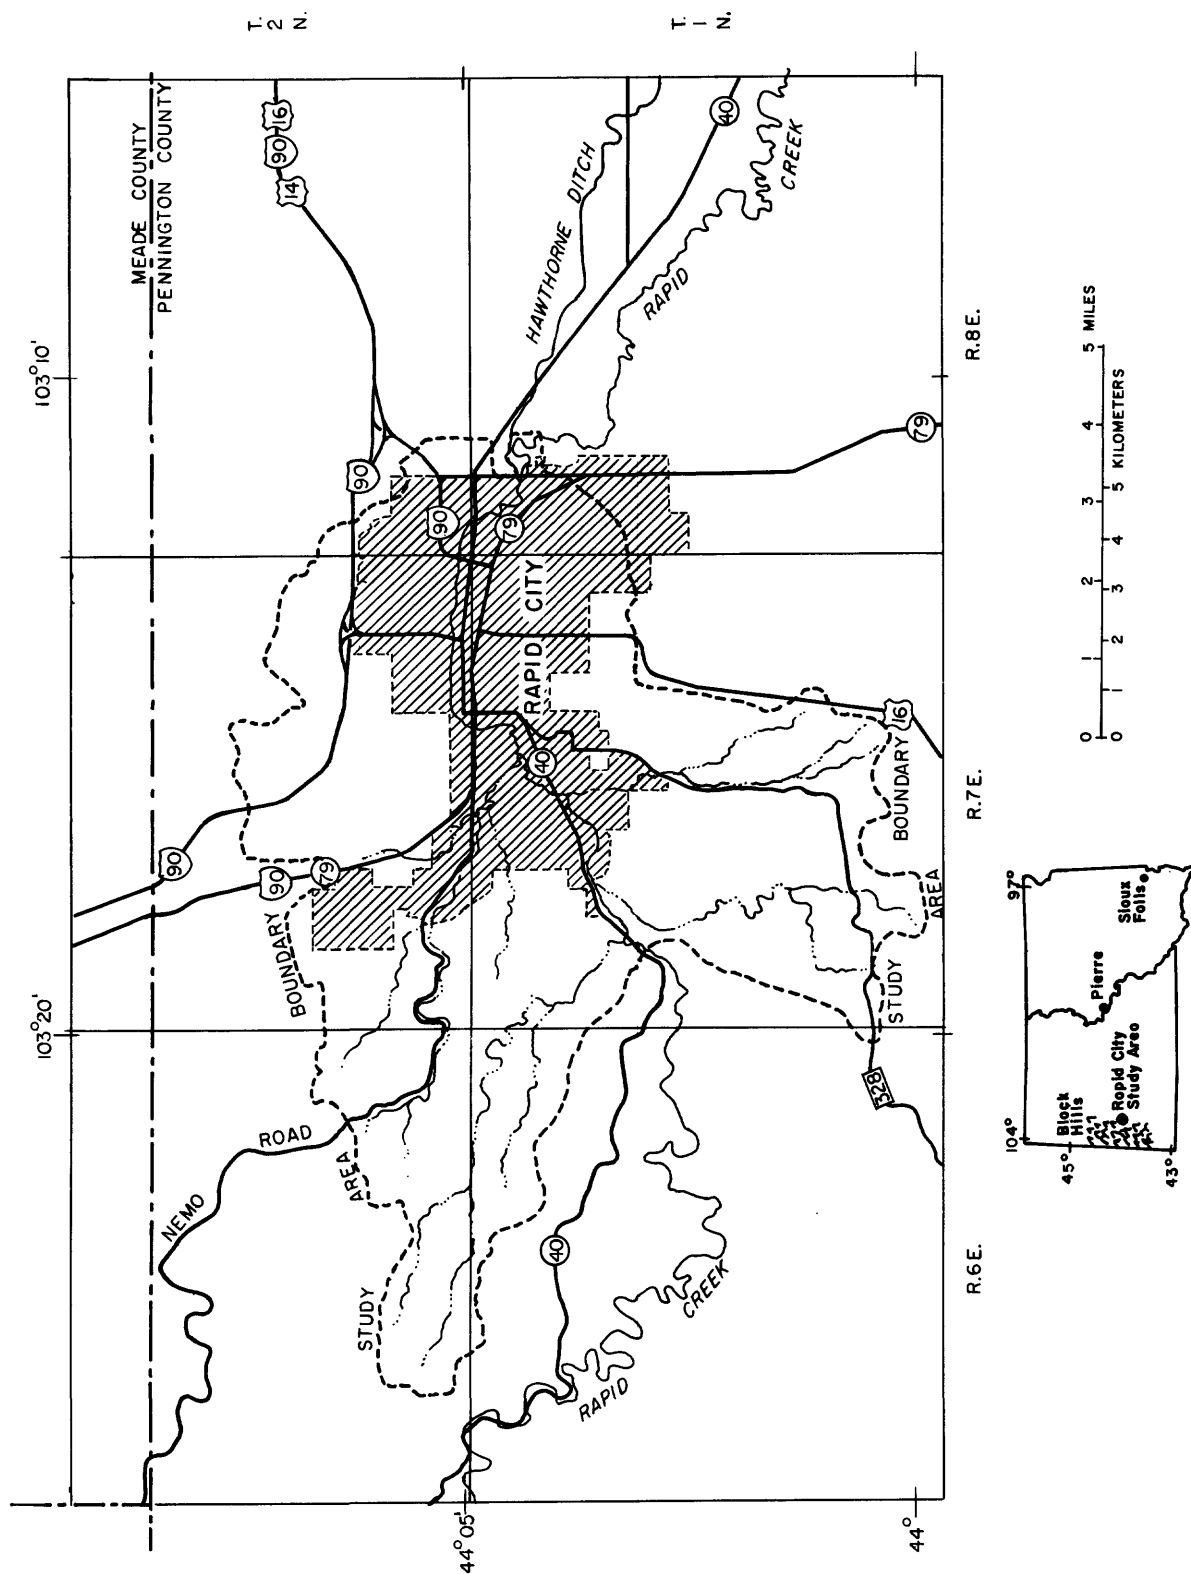 T. 2 N.
T. 1 N.
103°10'
103°20'
44°05'
44°
MEADE COUNTY
PENNINGTON COUNTY
16
90
14
HAWTHORNE DITCH
40
RAPID CREEK
90
90
79
RAPID CITY
79
R.8E.
R.7E.
R.6E.
90
90
79
40
16
STUDY AREA BOUNDARY
NEMO ROAD
STUDY AREA BOUNDARY
328
40
RAPID CREEK
0 1 2 3 4 5 MILES
0 1 2 3 4 5 KILOMETERS
104°
97°
45°
43°
Black
Hills
Rapid City
Study Area
Pierre
Sioux
Falls